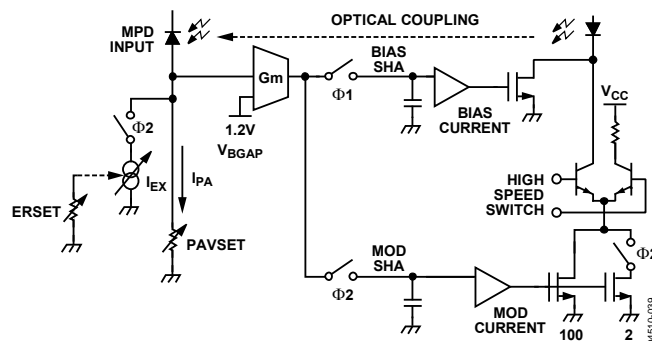 MPD
INPUT
OPTICAL COUPLING
Gm
1.2V
VBGAP
Φ1
BIAS
SHA
BIAS
CURRENT
VCC
Φ2
IEX
IPA
ERSET
PAVSET
HIGH
SPEED
SWITCH
MOD
SHA
Φ2
MOD
CURRENT
Φ2
100
2